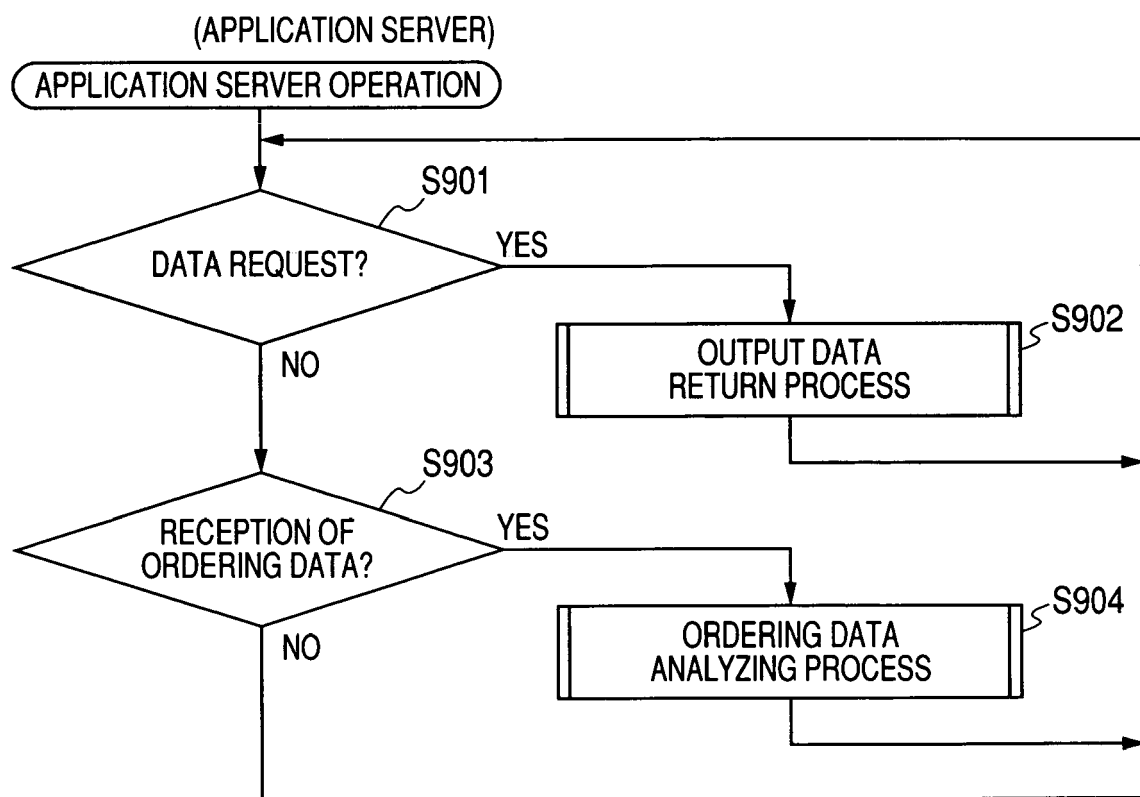 (APPLICATION SERVER)
APPLICATION SERVER OPERATION
S901
DATA REQUEST?
YES
S902
OUTPUT DATA
RETURN PROCESS
NO
S903
RECEPTION OF
ORDERING DATA?
YES
S904
ORDERING DATA
ANALYZING PROCESS
NO